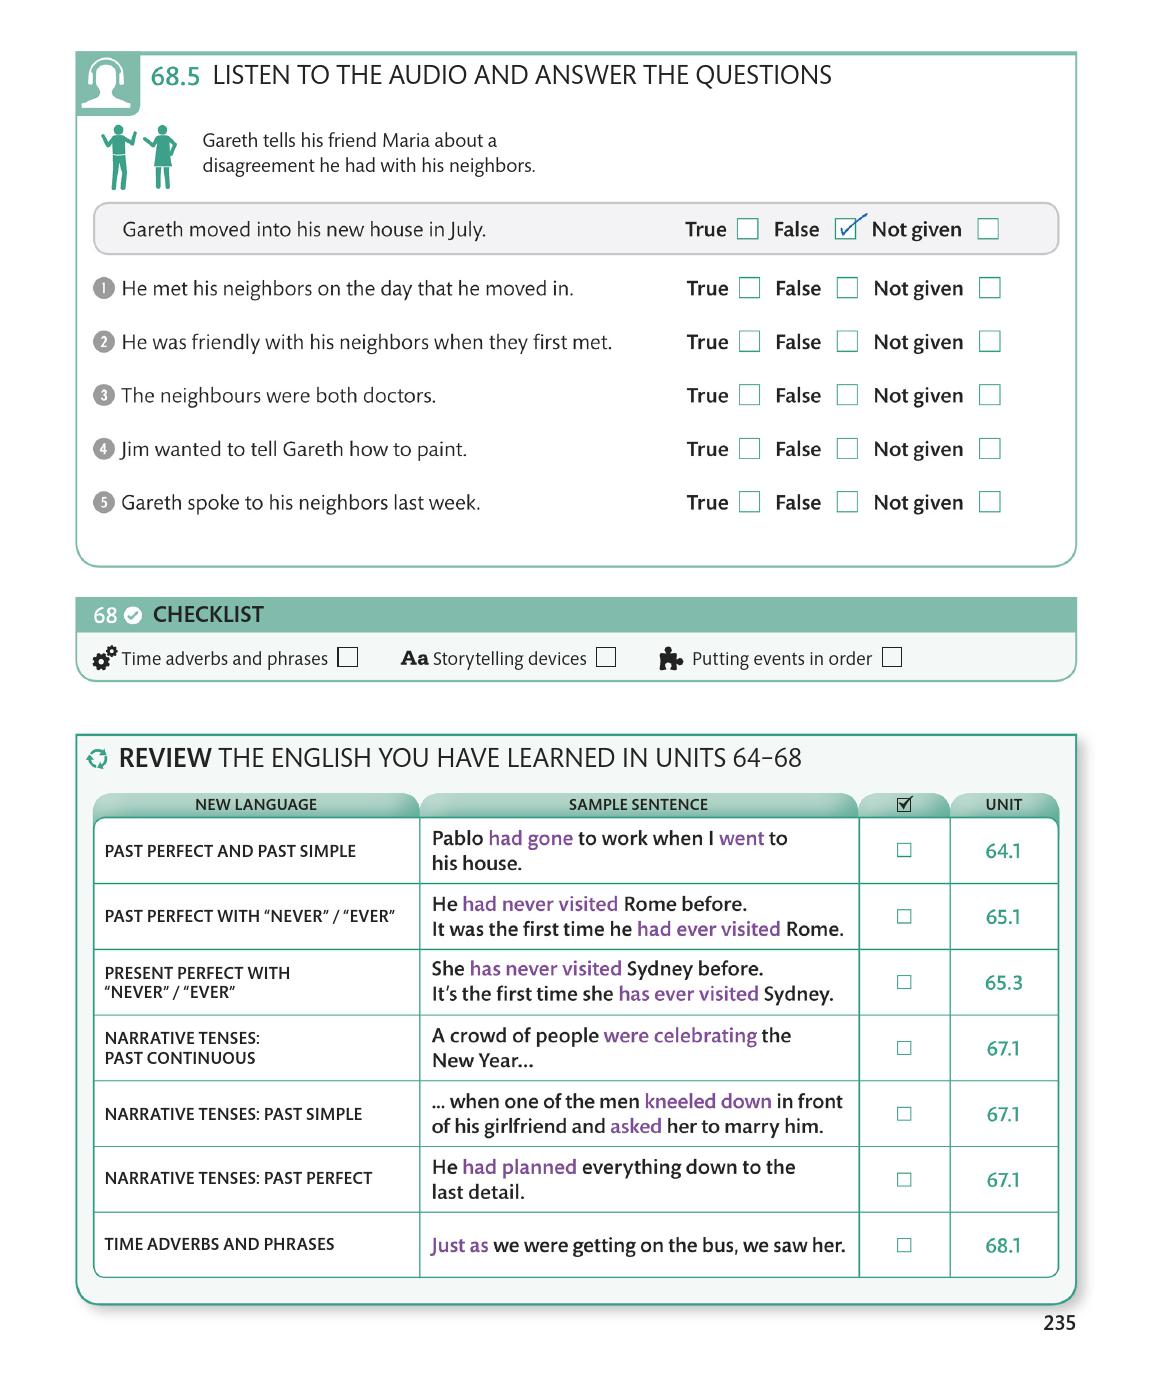 68.5 LISTEN TO THE AUDIO AND ANSWER THE QUESTIONS
Gareth tells his friend Maria about a
disagreement he had with his neighbors.
Gareth moved into his new house in July. True False Not given
1 He met his neighbors on the day that he moved in. True False Not given
2 He was friendly with his neighbors when they first met. True False Not given
3 The neighbours were both doctors. True False Not given
4 Jim wanted to tell Gareth how to paint. True False Not given
5 Gareth spoke to his neighbors last week. True False Not given
68 CHECKLIST
Time adverbs and phrases Aa Storytelling devices Putting events in order
REVIEW THE ENGLISH YOU HAVE LEARNED IN UNITS 64–68
NEW LANGUAGE SAMPLE SENTENCE UNIT
PAST PERFECT AND PAST SIMPLE Pablo had gone to work when I went to
his house. 64.1
PAST PERFECT WITH “NEVER” / “EVER” He had never visited Rome before.
It was the first time he had ever visited Rome. 65.1
PRESENT PERFECT WITH
“NEVER” / “EVER” She has never visited Sydney before.
It’s the first time she has ever visited Sydney. 65.3
NARRATIVE TENSES:
PAST CONTINUOUS A crowd of people were celebrating the
New Year... 67.1
NARRATIVE TENSES: PAST SIMPLE ... when one of the men kneeled down in front
of his girlfriend and asked her to marry him. 67.1
NARRATIVE TENSES: PAST PERFECT He had planned everything down to the
last detail. 67.1
TIME ADVERBS AND PHRASES Just as we were getting on the bus, we saw her. 68.1
235